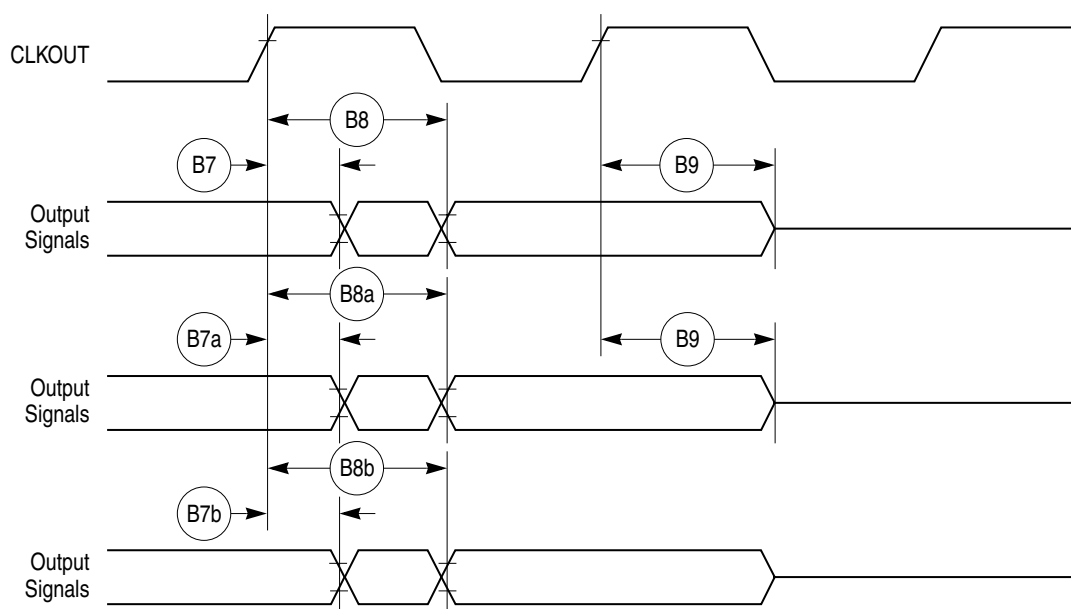 CLKOUT
B8
B7
B9
Output
Signals
B8a
B7a
B9
Output
Signals
B8b
B7b
Output
Signals